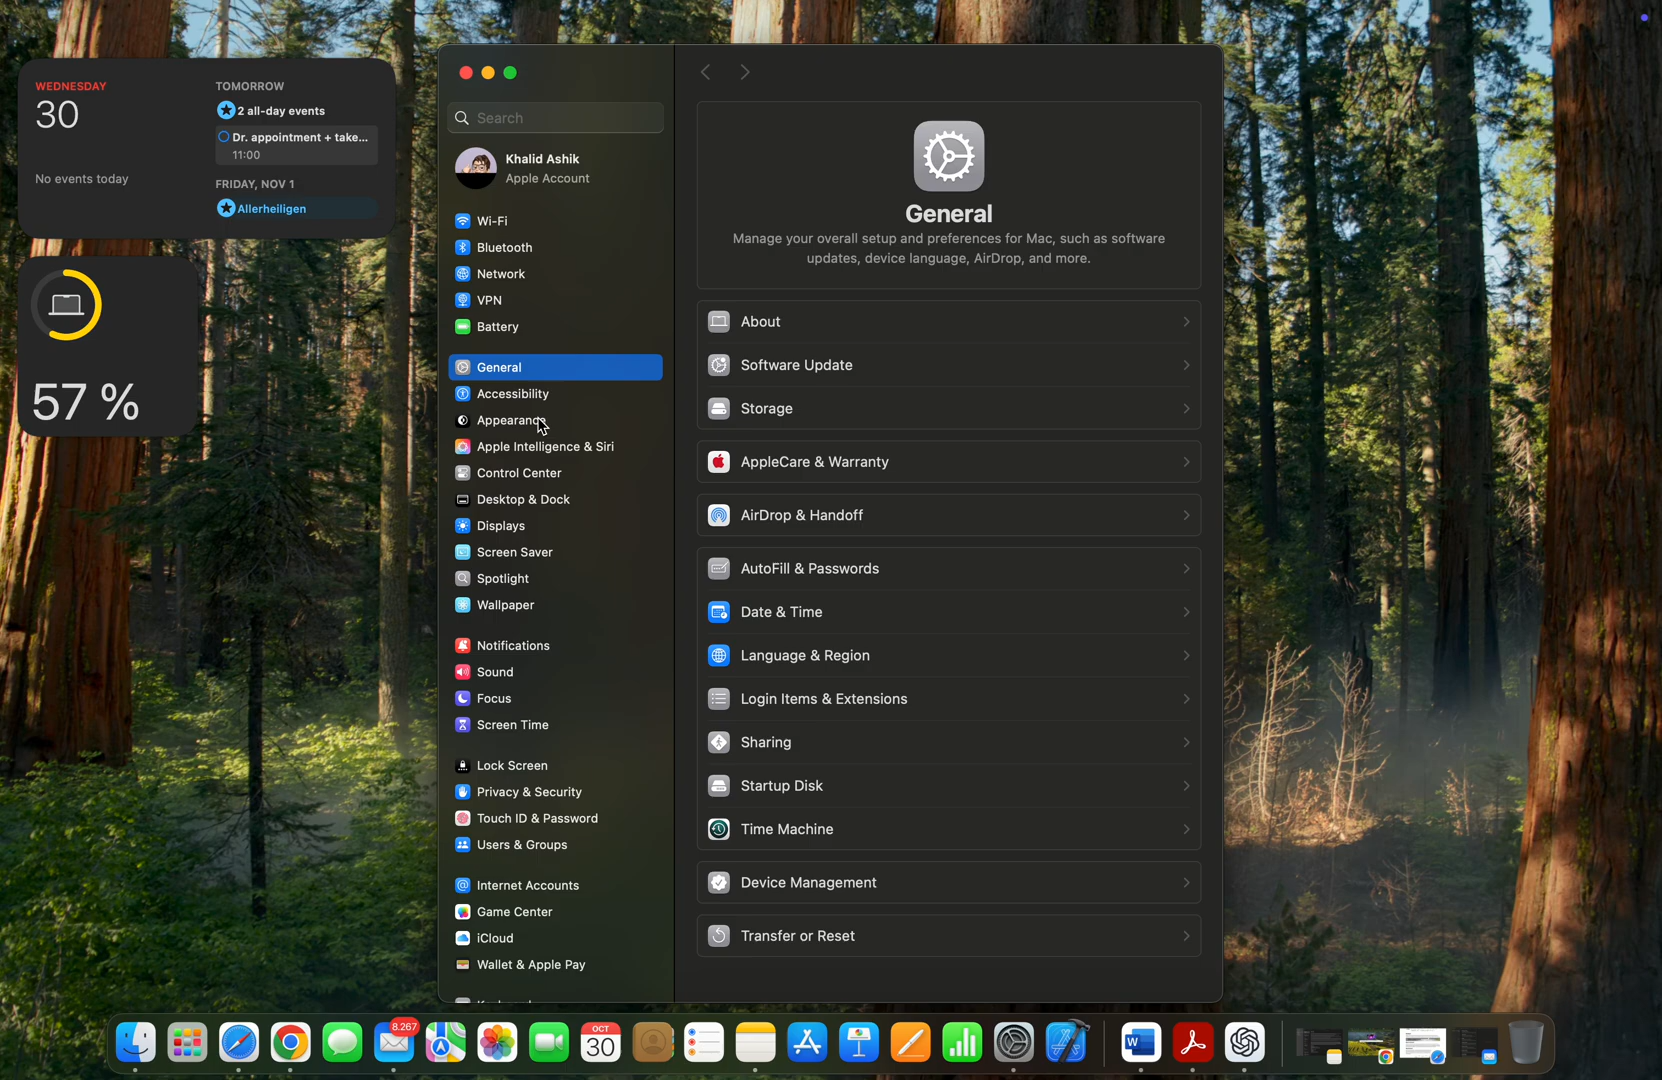 WEDNESDAY
30
No events today
TOMORROW
2 all-day events
Dr. appointment + take...
11:00
FRIDAY, NOV 1
Allerheiligen
57 %
Search
Khalid Ashik
Apple Account
Wi-Fi
Bluetooth
Network
VPN
Battery
General
Accessibility
Appearance
Apple Intelligence & Siri
Control Center
Desktop & Dock
Displays
Screen Saver
Spotlight
Wallpaper
Notifications
Sound
Focus
Screen Time
Lock Screen
Privacy & Security
Touch ID & Password
Users & Groups
Internet Accounts
Game Center
iCloud
Wallet & Apple Pay
General
Manage your overall setup and preferences for Mac, such as software
updates, device language, AirDrop, and more.
About
Software Update
Storage
AppleCare & Warranty
AirDrop & Handoff
AutoFill & Passwords
Date & Time
Language & Region
Login Items & Extensions
Sharing
Startup Disk
Time Machine
Device Management
Transfer or Reset
8.267
OCT
30
W